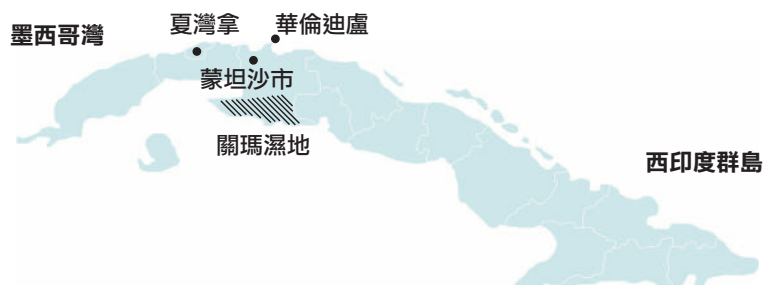 墨西哥灣
夏灣拿
華倫迪盧
蒙坦沙市
關瑪濕地
西印度群島